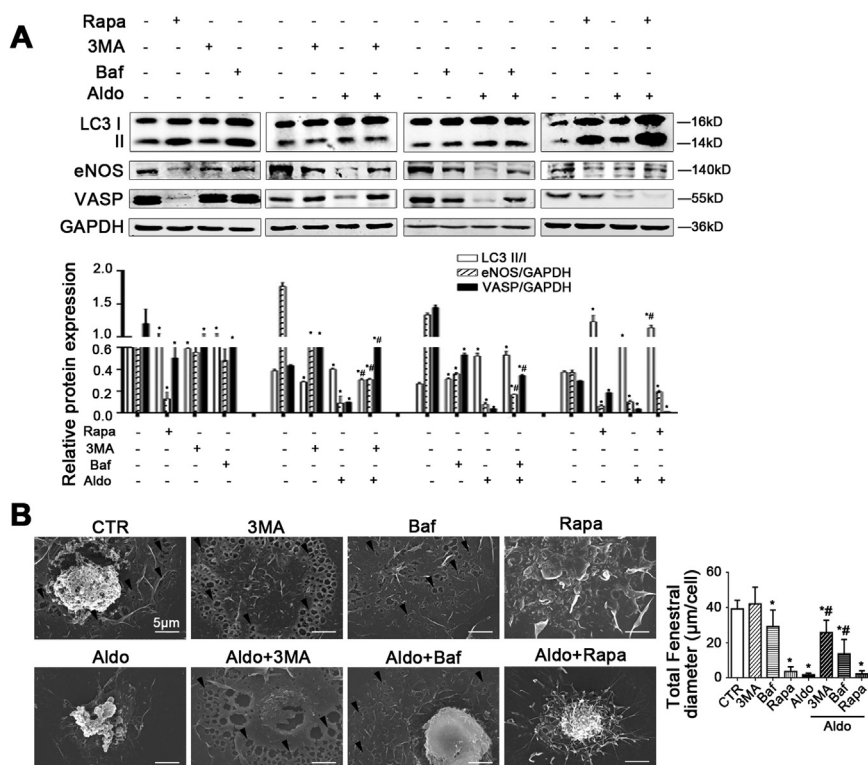 A
Rapa - + - - - - - - - - - - - + - +
3MA - - + - - + - + - - - - - - - -
Baf - - - + - - - - - + - + - - - -
Aldo - - - - - - + + - - + + - - + +
LC3 I —16kD
II —14kD
eNOS —140kD
VASP —55kD
GAPDH —36kD
LC3 II/I
eNOS/GAPDH
VASP/GAPDH
Relative protein expression
2.0
1.5
1.0
0.6
0.4
0.2
0.0
Rapa - + - - - - - - - - - - - + - +
3MA - - + - - + - + - - - - - - - -
Baf - - - + - - - - - + - + - - - -
Aldo - - - - - - + + - - + + - - + +
B
CTR 3MA Baf Rapa
5μm
Aldo Aldo+3MA Aldo+Baf Aldo+Rapa
Total Fenestral
diameter (μm/cell)
60
40
20
0
* * * *# *# *
CTR 3MA Baf Rapa Aldo 3MA Baf Rapa
Aldo